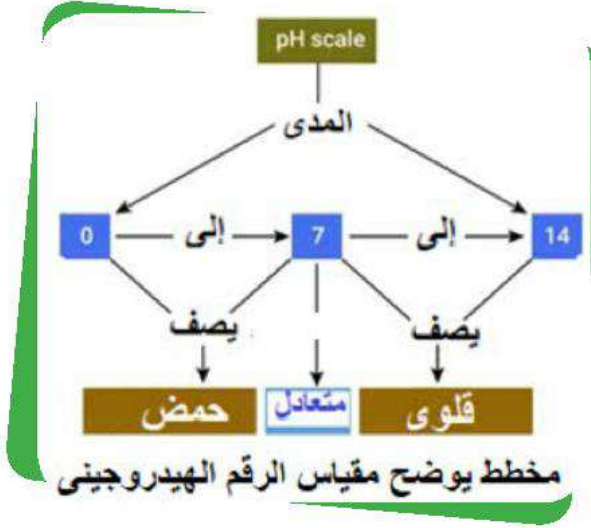 pH scale
المدى
0 إلى 7 إلى 14
يصف يصف
حمض متعادل قلوى
مخطط يوضح مقياس الرقم الهيدروجينى